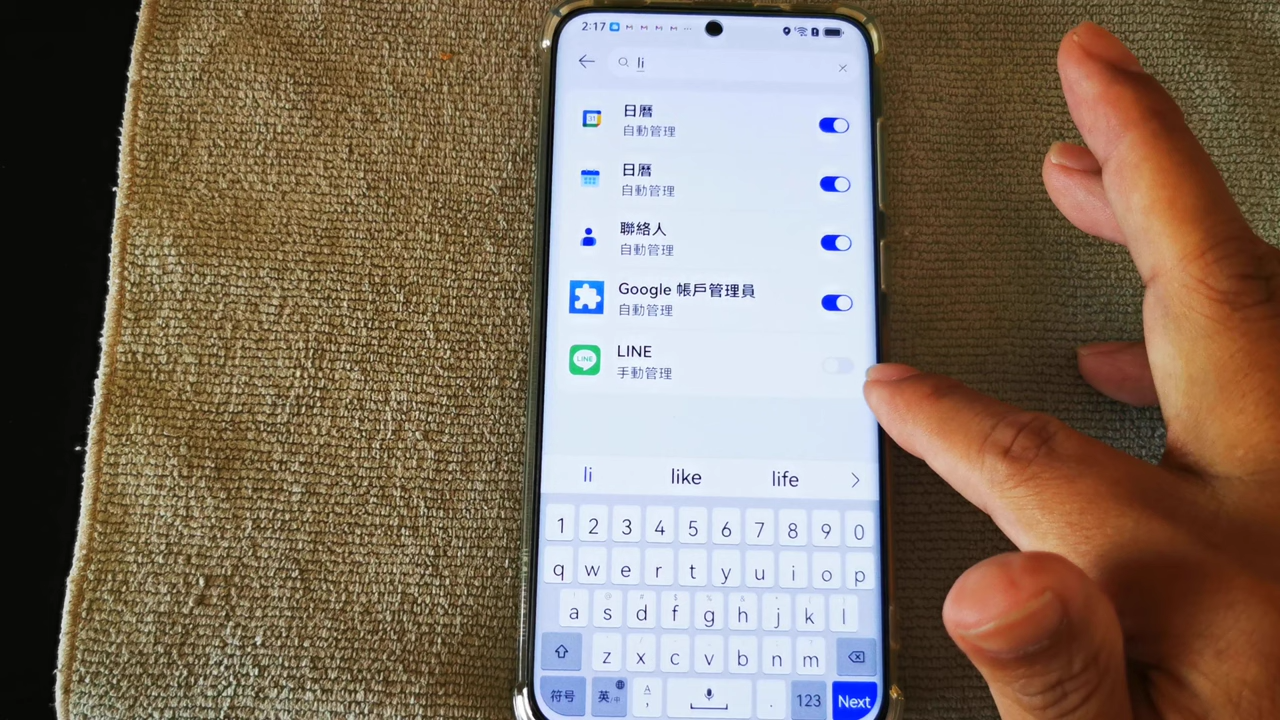 2:17
li
31
日曆
自動管理
日曆
自動管理
聯絡人
自動管理
Google 帳戶管理員
自動管理
LINE
LINE
手動管理
li like life
1 2 3 4 5 6 7 8 9 0
q w e r t y u i o p
a s d f g h j k l
z x c v b n m
符号 英/中 , . 123 Next